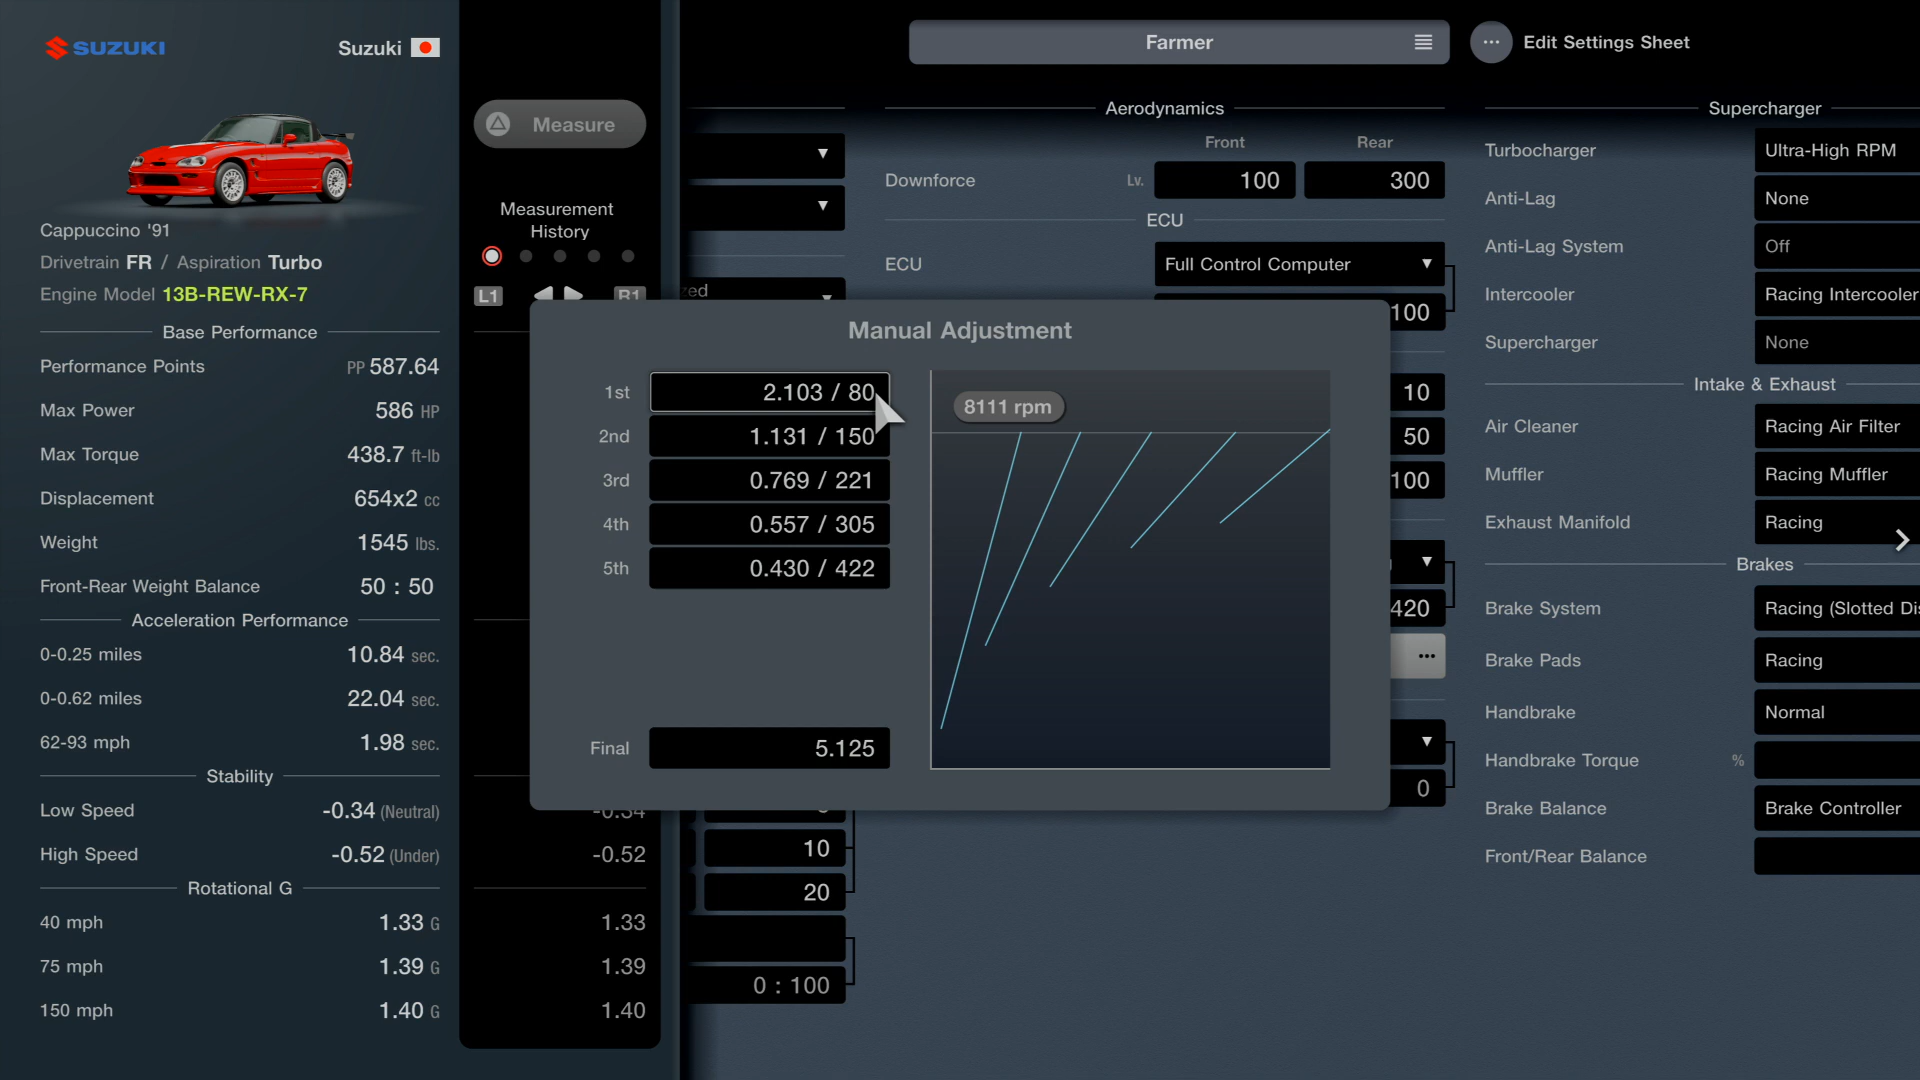 SUZUKI
Suzuki
Cappuccino '91
Drivetrain FR / Aspiration Turbo
Engine Model 13B-REW-RX-7
Base Performance
Performance Points PP 587.64
Max Power 586 HP
Max Torque 438.7 ft-lb
Displacement 654x2 cc
Weight 1545 lbs.
Front-Rear Weight Balance 50 : 50
Acceleration Performance
0-0.25 miles 10.84 sec.
0-0.62 miles 22.04 sec.
62-93 mph 1.98 sec.
Stability
Low Speed -0.34 (Neutral)
High Speed -0.52 (Under)
Rotational G
40 mph 1.33 G
75 mph 1.39 G
150 mph 1.40 G
Measure
Measurement
History
L1 R1
-0.34
-0.52
1.33
1.39
1.40
Farmer
Edit Settings Sheet
10
20
0 : 100
Aerodynamics
Front Rear
Downforce Lv. 100 300
ECU
ECU Full Control Computer
100
10
50
100
420
0
Manual Adjustment
1st 2.103 / 80
2nd 1.131 / 150
3rd 0.769 / 221
4th 0.557 / 305
5th 0.430 / 422
Final 5.125
8111 rpm
Supercharger
Turbocharger Ultra-High RPM
Anti-Lag None
Anti-Lag System Off
Intercooler Racing Intercooler
Supercharger None
Intake & Exhaust
Air Cleaner Racing Air Filter
Muffler Racing Muffler
Exhaust Manifold Racing
Brakes
Brake System Racing (Slotted Dis
Brake Pads Racing
Handbrake Normal
Handbrake Torque %
Brake Balance Brake Controller
Front/Rear Balance